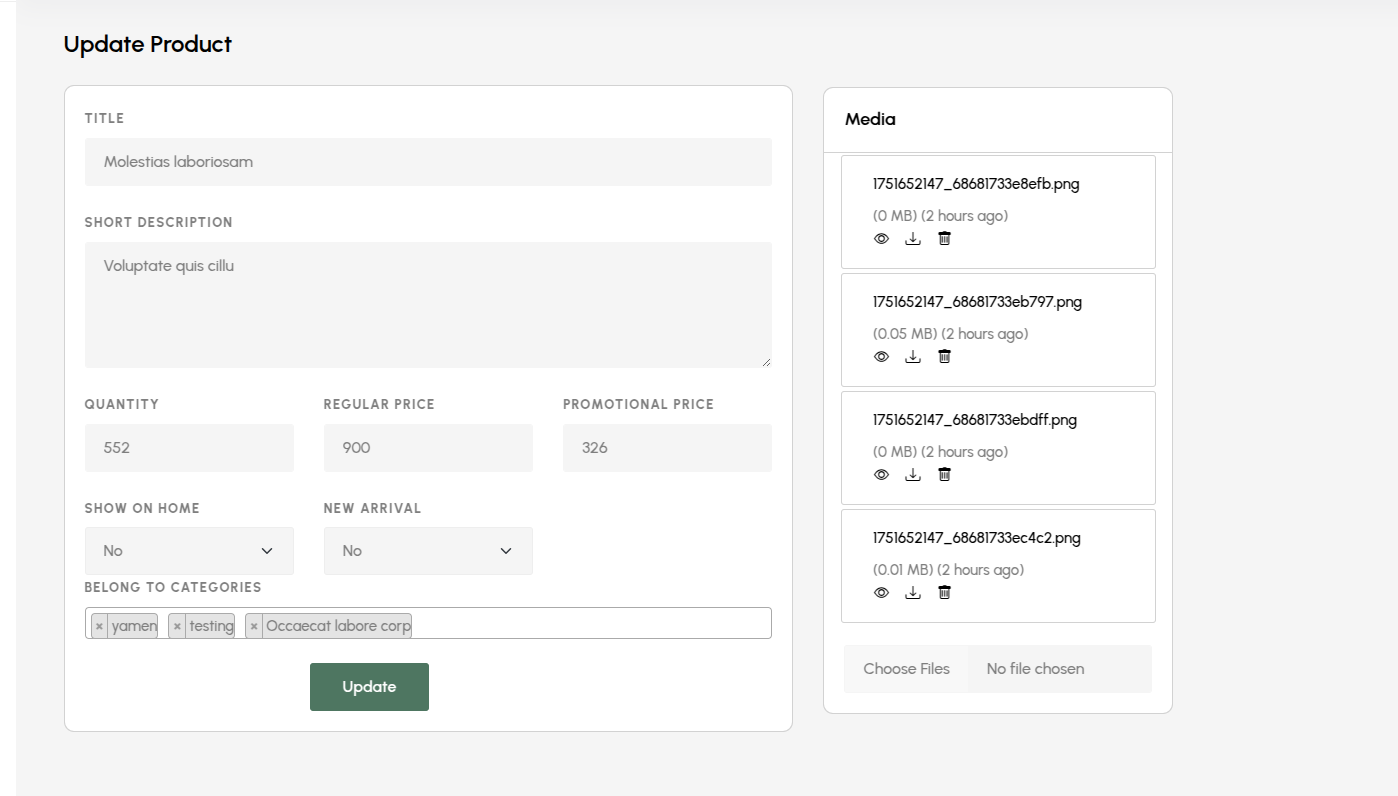 Update Product
TITLE
Molestias laboriosam
SHORT DESCRIPTION
Voluptate quis cillu
QUANTITY REGULAR PRICE PROMOTIONAL PRICE
552 900 326
SHOW ON HOME NEW ARRIVAL
No No
BELONG TO CATEGORIES
× yamen × testing × Occaecat labore corp
Update
Media
1751652147_68681733e8efb.png
(0 MB) (2 hours ago)
1751652147_68681733eb797.png
(0.05 MB) (2 hours ago)
1751652147_68681733ebdff.png
(0 MB) (2 hours ago)
1751652147_68681733ec4c2.png
(0.01 MB) (2 hours ago)
Choose Files No file chosen